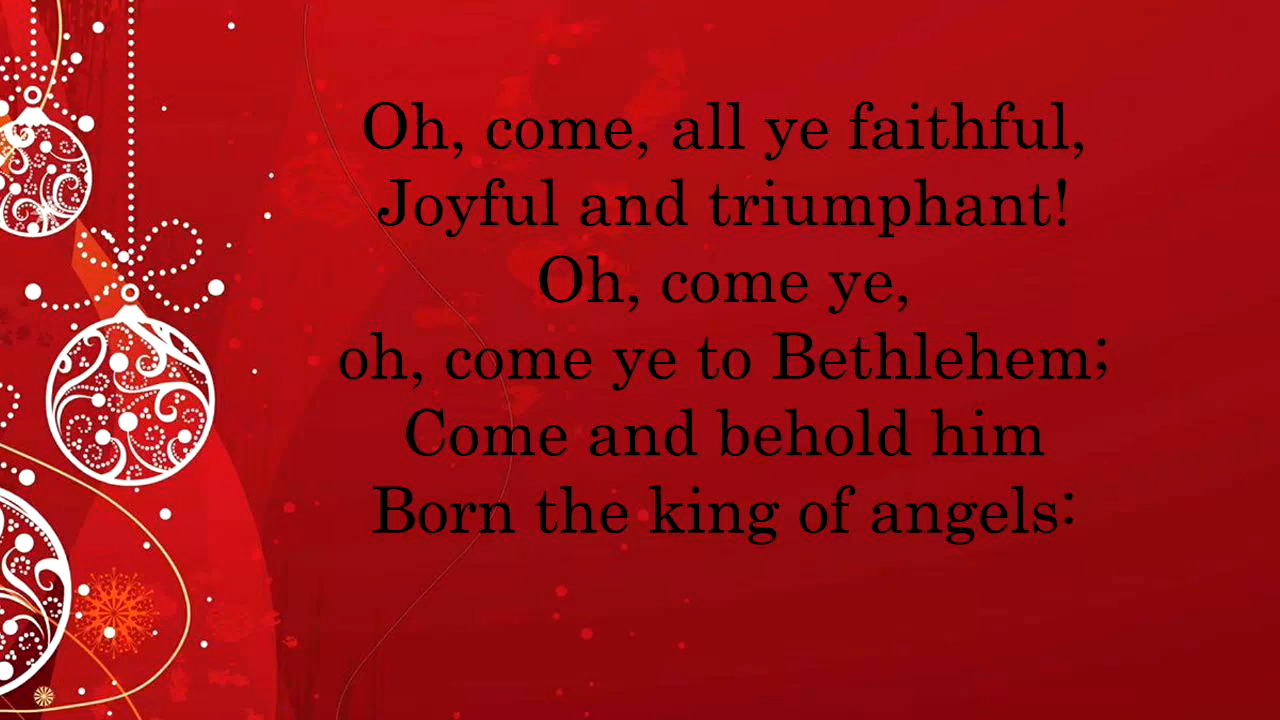 Oh, come, all ye faithful,
Joyful and triumphant!
Oh, come ye,
oh, come ye to Bethlehem;
Come and behold him
Born the king of angels: